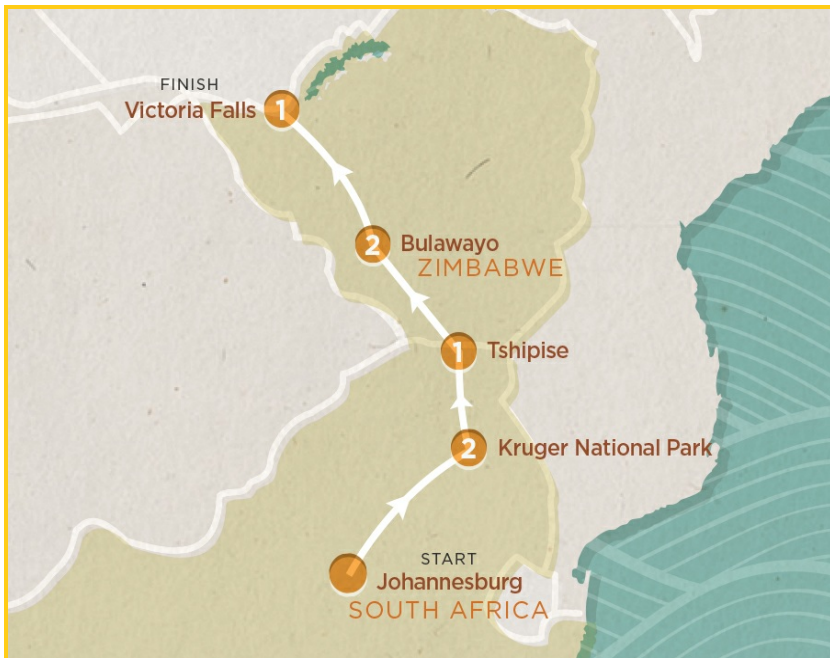 FINISH
Victoria Falls
1
2
Bulawayo
ZIMBABWE
1
Tshipise
2
Kruger National Park
START
Johannesburg
SOUTH AFRICA